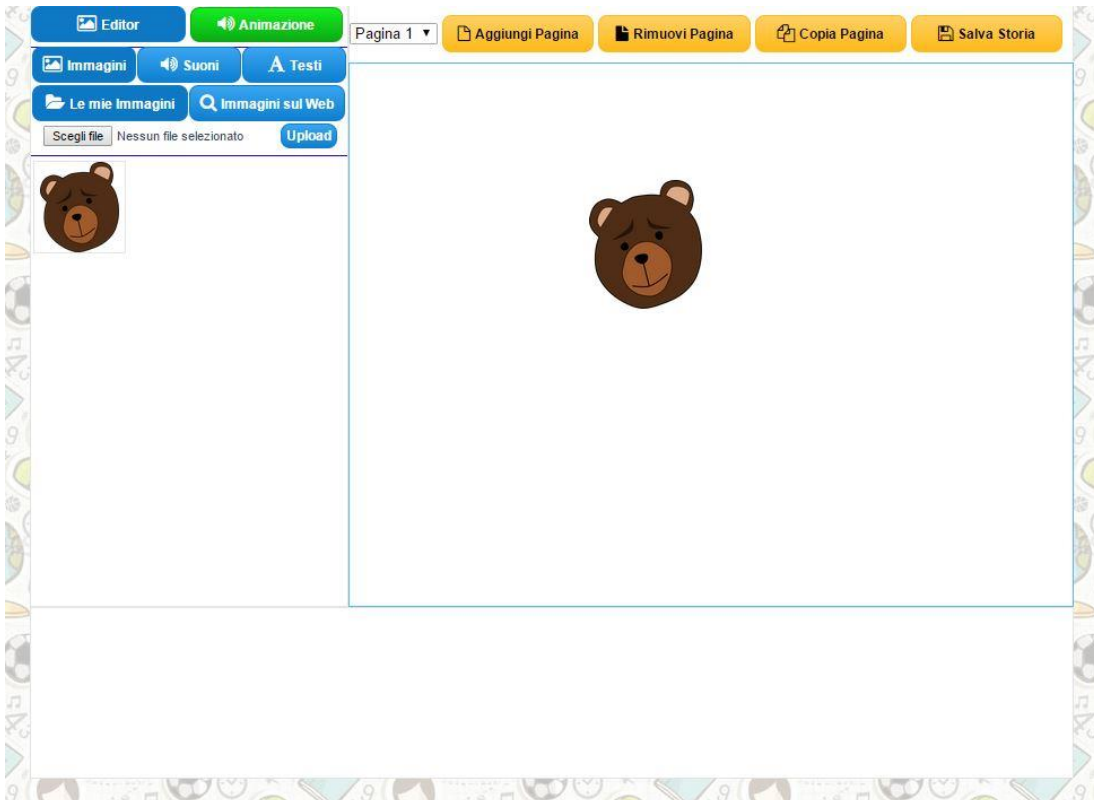 Editor
Animazione
Pagina 1
Aggiungi Pagina
Rimuovi Pagina
Copia Pagina
Salva Storia
Immagini
Suoni
A Testi
Le mie Immagini
Immagini sul Web
Scegli file
Nessun file selezionato
Upload